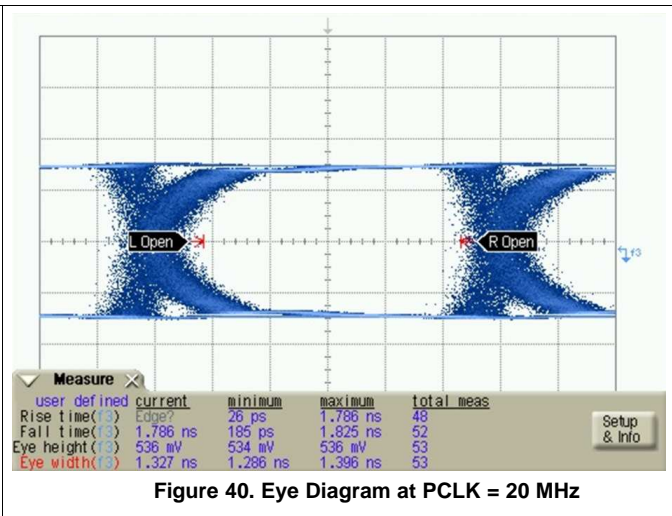 L Open
R Open
f3
Measure
user defined current minimum maximum total meas
Rise time(f3) Edge? 26 ps 1.786 ns 48
Fall time(f3) 1.786 ns 185 ps 1.825 ns 52
Eye height(f3) 536 mV 534 mV 536 mV 53
Eye width(f3) 1.327 ns 1.286 ns 1.396 ns 53
Setup
& Info
Figure 40. Eye Diagram at PCLK = 20 MHz